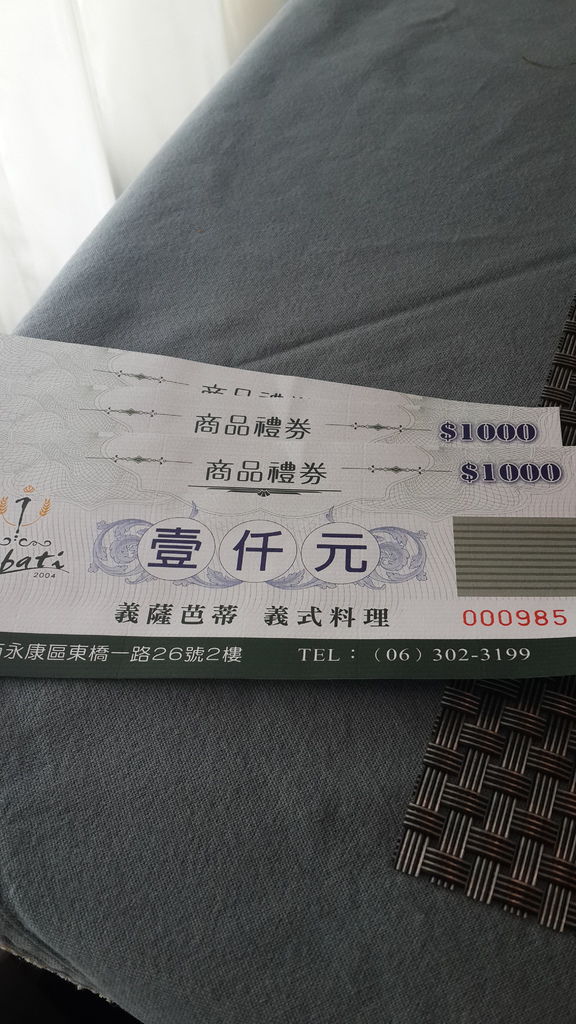 商品禮券
$1000
商品禮券
$1000
壹仟元
bati
2004
義薩芭蒂 義式料理
000985
永康區東橋一路26號2樓 TEL：（06）302-3199